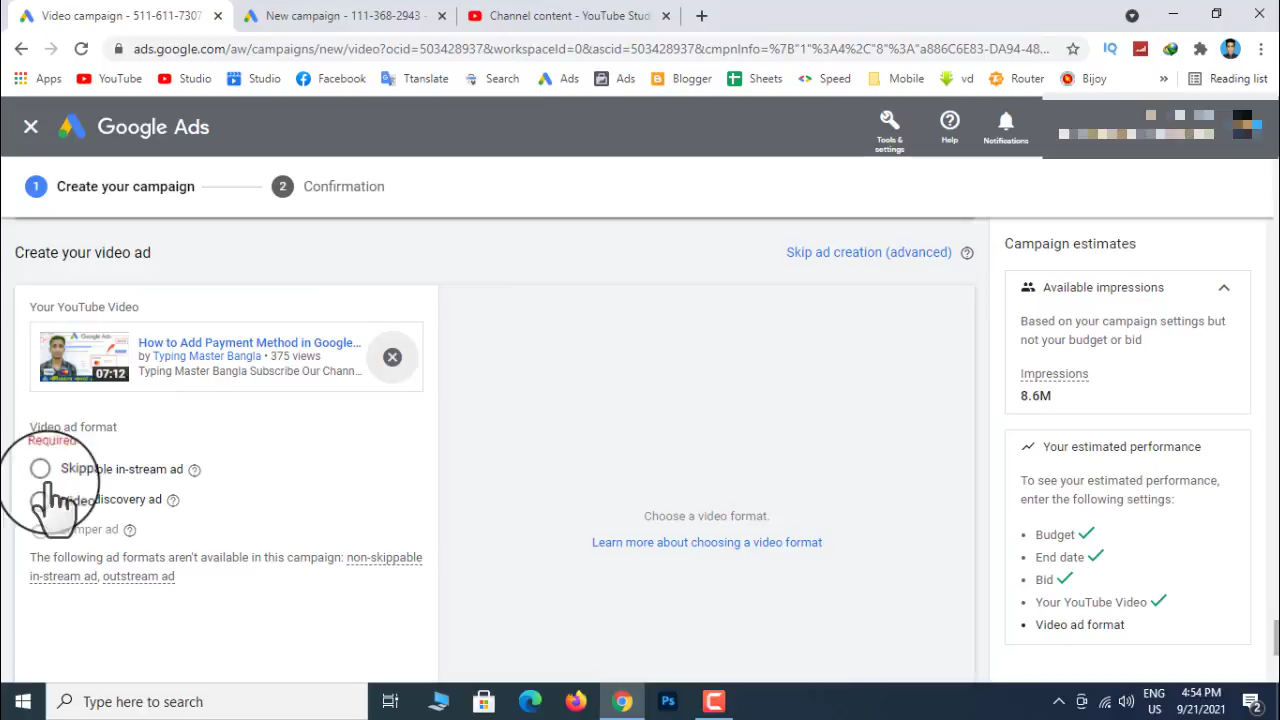 Video campaign - 511-611-7307
New campaign - 111-368-2943
Channel content - YouTube Stud
ads.google.com/aw/campaigns/new/video?ocid=503428937&workspaceId=0&ascid=503428937&cmpnInfo=%7B"1"%3A4%2C"8"%3A"a886C6E83-DA94-48...
Apps
YouTube
Studio
Studio
Facebook
Translate
Search
Ads
Ads
Blogger
Sheets
Speed
Mobile
vd
Router
Bijoy
»
Reading list
Google Ads
Tools &
settings
Help
Notifications
1 Create your campaign
2 Confirmation
Create your video ad
Skip ad creation (advanced)
Your YouTube Video
How to Add Payment Method in Google...
by Typing Master Bangla • 375 views
Typing Master Bangla Subscribe Our Chann...
07:12
Video ad format
Required
Skippable in-stream ad
Video discovery ad
mper ad
The following ad formats aren't available in this campaign: non-skippable
in-stream ad, outstream ad
Choose a video format.
Learn more about choosing a video format
Campaign estimates
Available impressions
Based on your campaign settings but
not your budget or bid
Impressions
8.6M
Your estimated performance
To see your estimated performance,
enter the following settings:
• Budget
• End date
• Bid
• Your YouTube Video
• Video ad format
Type here to search
Ps
ENG
US
4:54 PM
9/21/2021
2